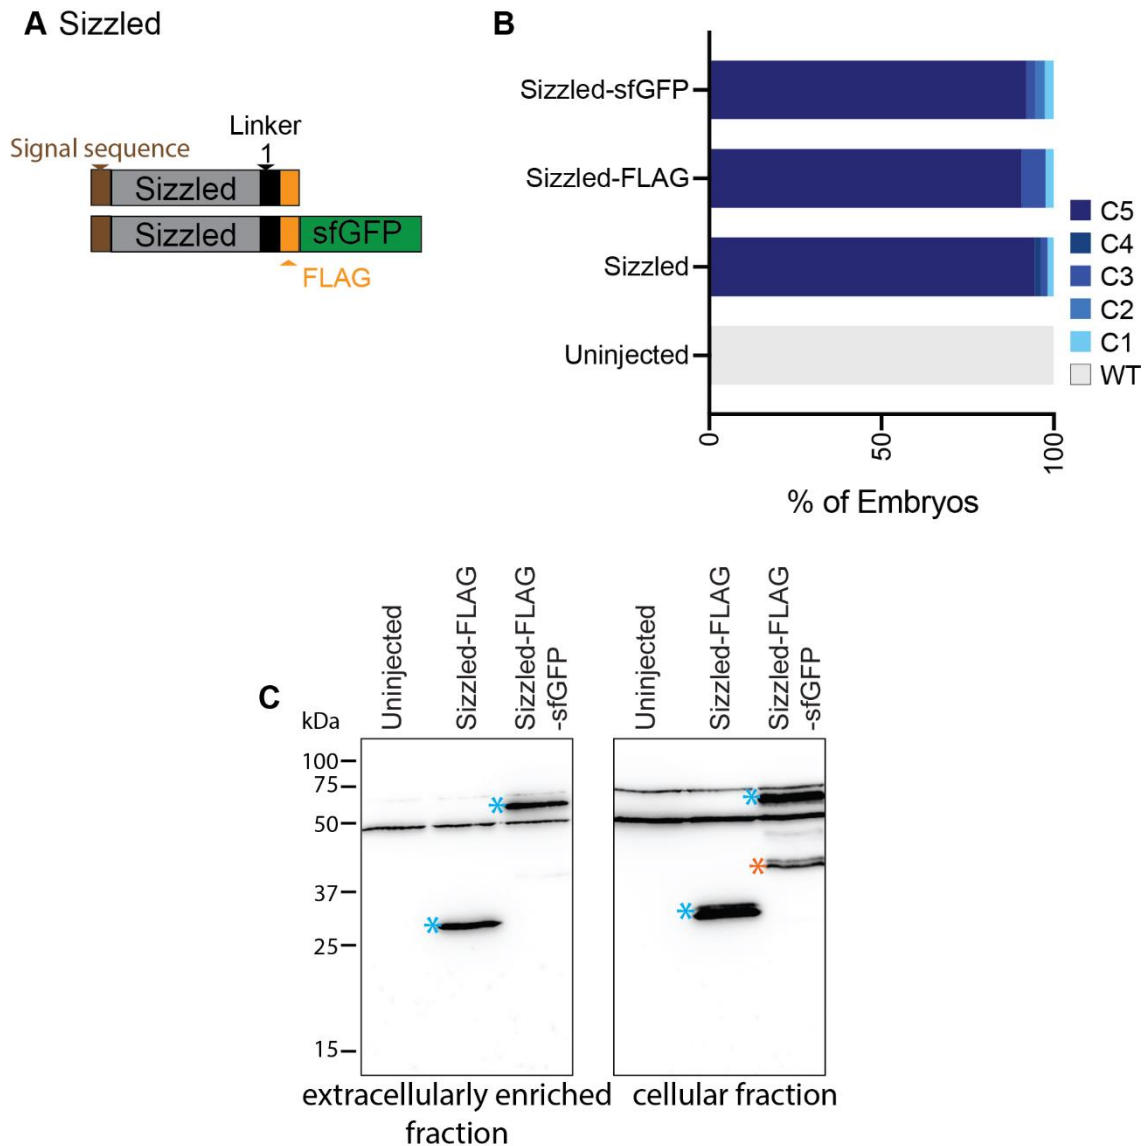 A Sizzled
Signal sequence
Linker
1
Sizzled
Sizzled
sfGFP
FLAG
B
Sizzled-sfGFP
Sizzled-FLAG
Sizzled
Uninjected
0
50
100
% of Embryos
C5
C4
C3
C2
C1
WT
C
kDa
100
75
50
37
25
15
Uninjected
Sizzled-FLAG
Sizzled-FLAG
-sfGFP
Uninjected
Sizzled-FLAG
Sizzled-FLAG
-sfGFP
*
*
*
*
*
extracellularly enriched
fraction
cellular fraction